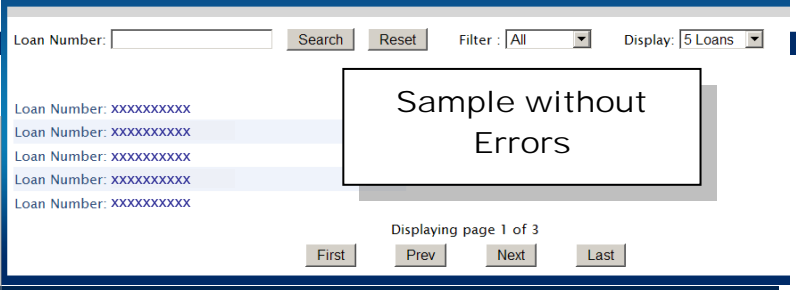 Loan Number: Search Reset Filter : All Display: 5 Loans
Sample without
Errors
Loan Number: xxxxxxxxxx
Loan Number: xxxxxxxxxx
Loan Number: xxxxxxxxxx
Loan Number: xxxxxxxxxx
Loan Number: xxxxxxxxxx
Displaying page 1 of 3
First Prev Next Last